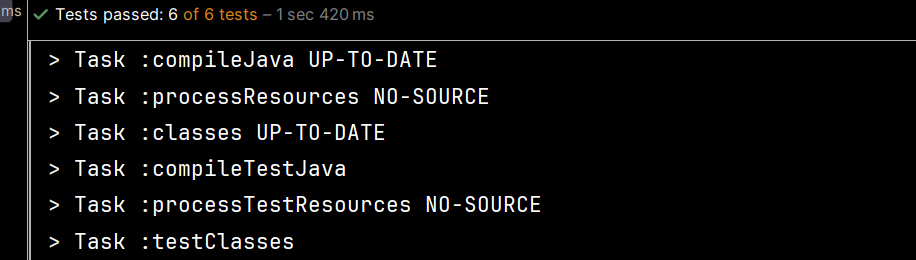 ms
Tests passed: 6 of 6 tests – 1 sec 420 ms
> Task :compileJava UP-TO-DATE
> Task :processResources NO-SOURCE
> Task :classes UP-TO-DATE
> Task :compileTestJava
> Task :processTestResources NO-SOURCE
> Task :testClasses